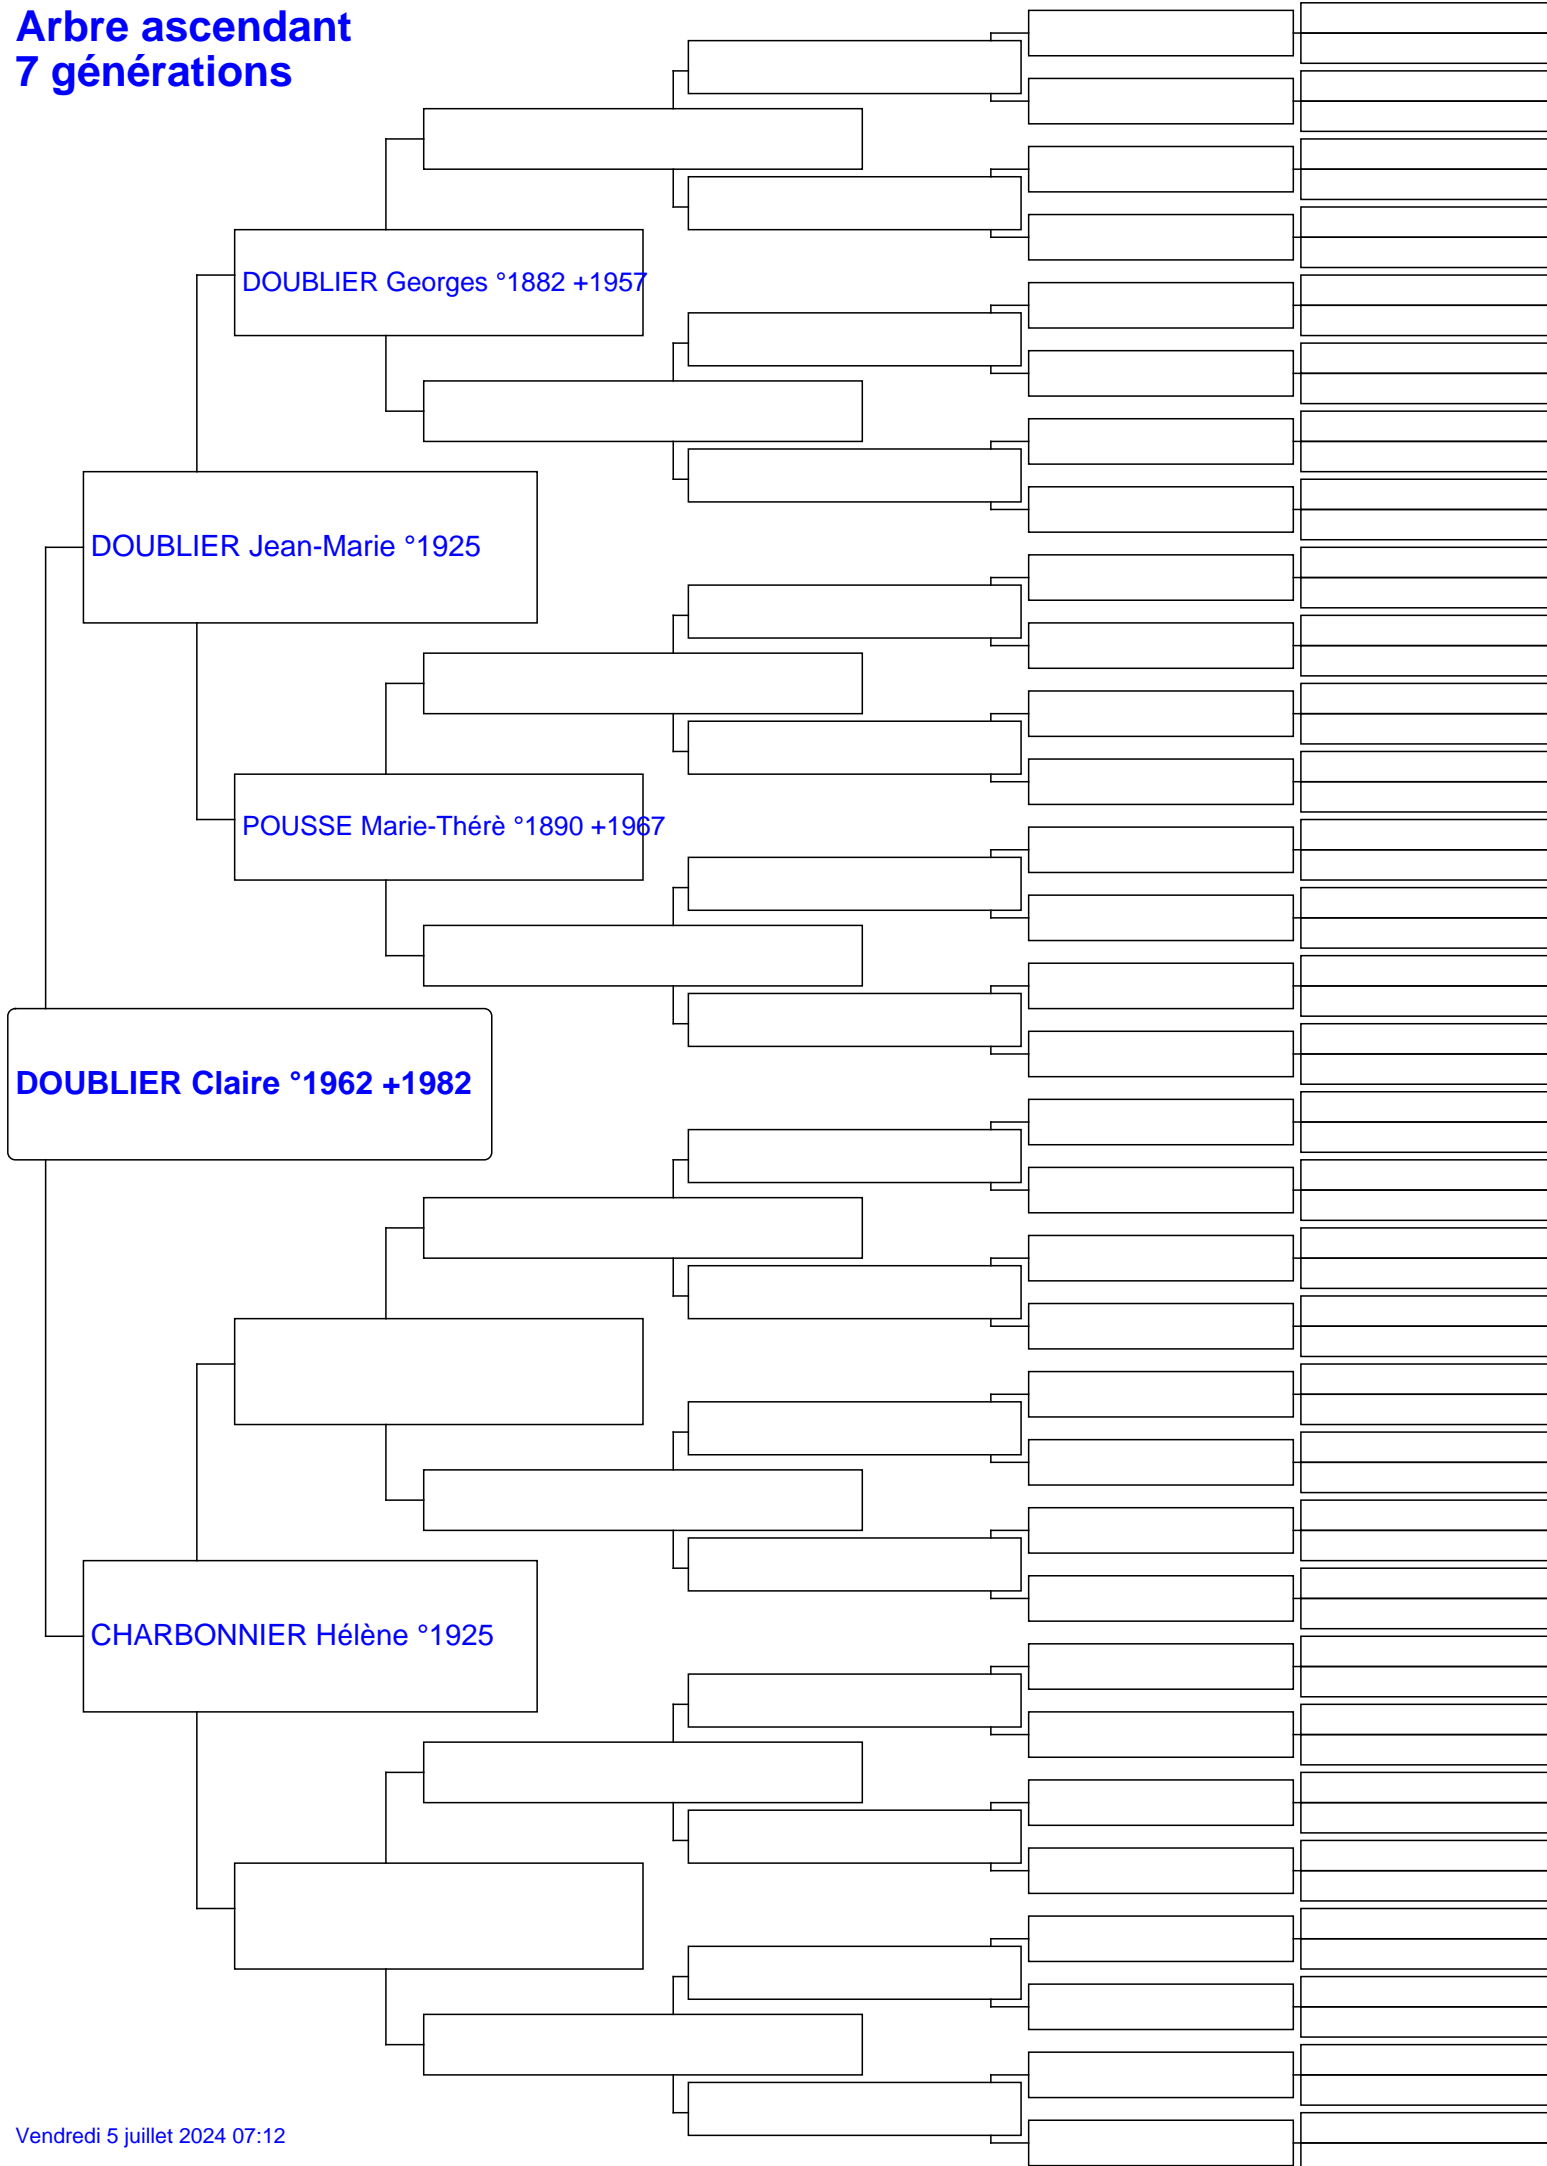 Arbre ascendant
7 générations
DOUBLIER Georges °1882 +1957
DOUBLIER Jean-Marie °1925
POUSSE Marie-Thérè °1890 +1967
DOUBLIER Claire °1962 +1982
CHARBONNIER Hélène °1925
Vendredi 5 juillet 2024 07:12